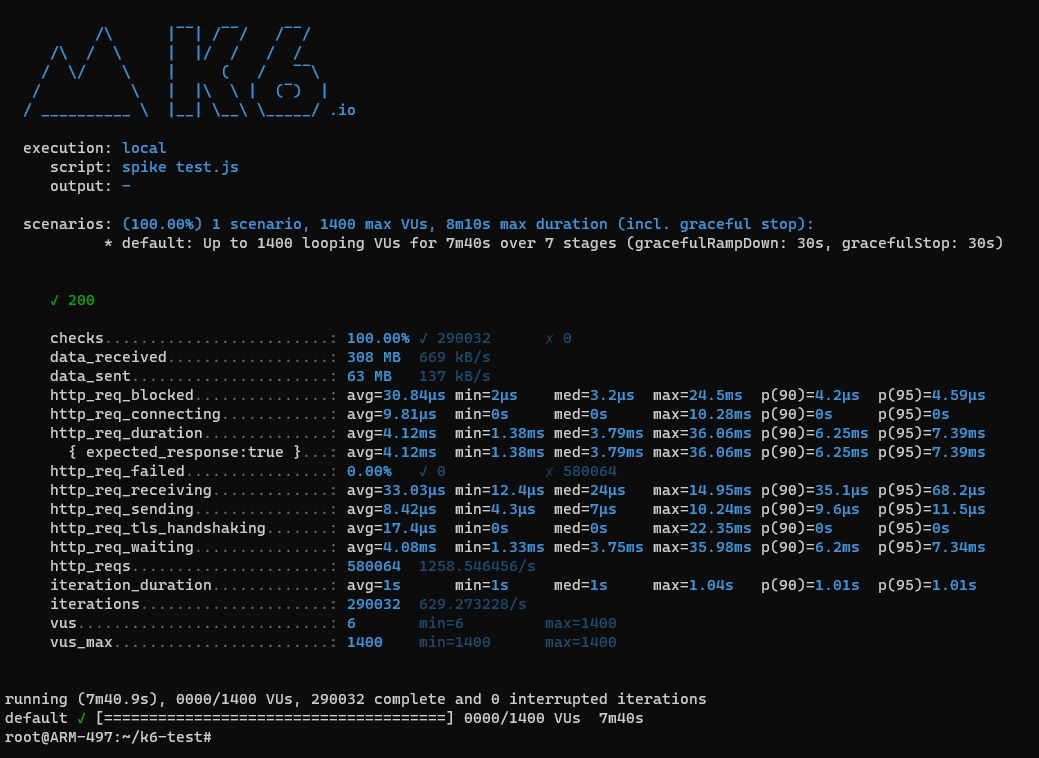 /\      |‾‾| /‾‾/   /‾‾/
     /\  /  \     |  |/  /   /  /
    /  \/    \    |     (   /   ‾‾\
   /          \   |  |\  \ |  (‾)  |
  / __________ \  |__| \__\ \_____/ .io
  execution: local
     script: spike test.js
     output: -
  scenarios: (100.00%) 1 scenario, 1400 max VUs, 8m10s max duration (incl. graceful stop):
           * default: Up to 1400 looping VUs for 7m40s over 7 stages (gracefulRampDown: 30s, gracefulStop: 30s)
     ✓ 200
     checks.........................: 100.00% ✓ 290032      ✗ 0
     data_received..................: 308 MB  669 kB/s
     data_sent......................: 63 MB   137 kB/s
     http_req_blocked...............: avg=30.84µs min=2µs    med=3.2µs  max=24.5ms  p(90)=4.2µs  p(95)=4.59µs
     http_req_connecting............: avg=9.81µs  min=0s     med=0s     max=10.28ms p(90)=0s     p(95)=0s
     http_req_duration..............: avg=4.12ms  min=1.38ms med=3.79ms max=36.06ms p(90)=6.25ms p(95)=7.39ms
       { expected_response:true }...: avg=4.12ms  min=1.38ms med=3.79ms max=36.06ms p(90)=6.25ms p(95)=7.39ms
     http_req_failed................: 0.00%   ✓ 0           ✗ 580064
     http_req_receiving.............: avg=33.03µs min=12.4µs med=24µs   max=14.95ms p(90)=35.1µs p(95)=68.2µs
     http_req_sending...............: avg=8.42µs  min=4.3µs  med=7µs    max=10.24ms p(90)=9.6µs  p(95)=11.5µs
     http_req_tls_handshaking.......: avg=17.4µs  min=0s     med=0s     max=22.35ms p(90)=0s     p(95)=0s
     http_req_waiting...............: avg=4.08ms  min=1.33ms med=3.75ms max=35.98ms p(90)=6.2ms  p(95)=7.34ms
     http_reqs......................: 580064  1258.546456/s
     iteration_duration.............: avg=1s      min=1s     med=1s     max=1.04s   p(90)=1.01s  p(95)=1.01s
     iterations.....................: 290032  629.273228/s
     vus............................: 6       min=6         max=1400
     vus_max........................: 1400    min=1400      max=1400
running (7m40.9s), 0000/1400 VUs, 290032 complete and 0 interrupted iterations
default ✓ [======================================] 0000/1400 VUs  7m40s
root@ARM-497:~/k6-test#